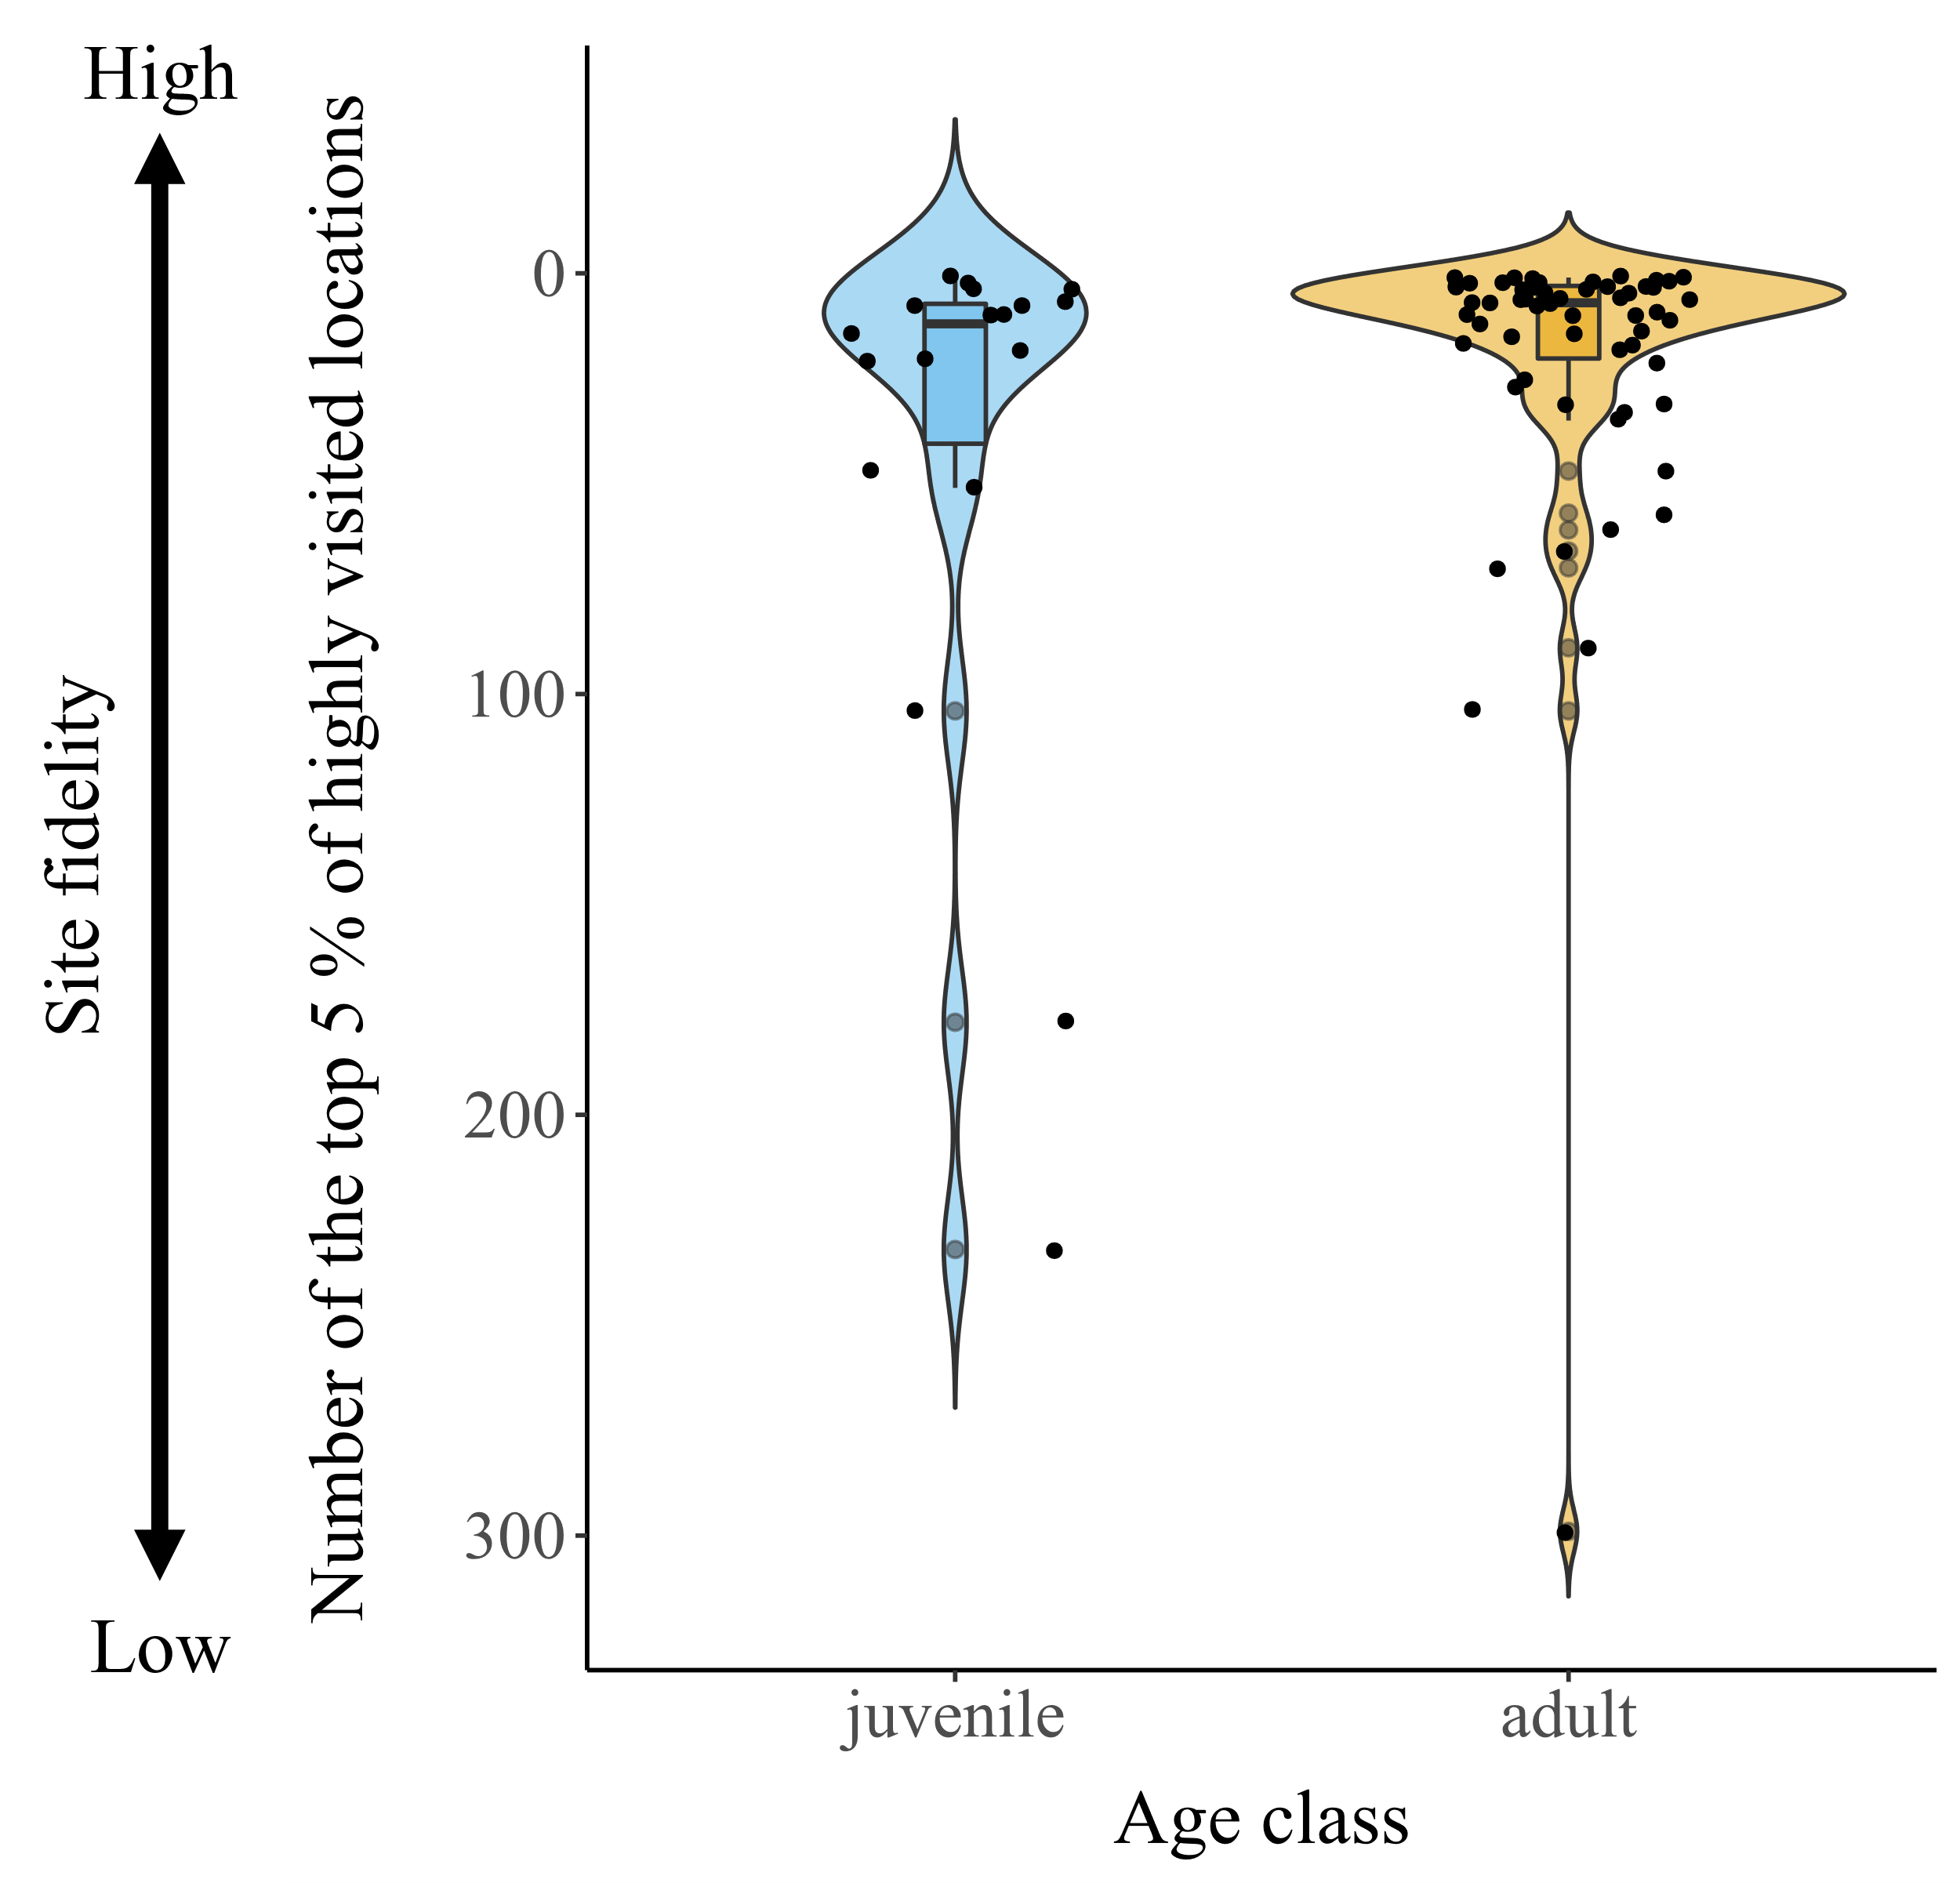 High
Site fidelity
Low
Number of the top 5 % of highly visited locations
0
100
200
300
juvenile
adult
Age class